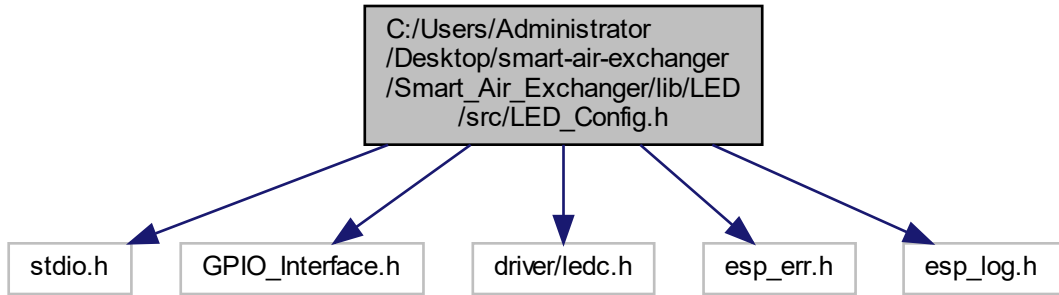 C:/Users/Administrator
/Desktop/smart-air-exchanger
/Smart_Air_Exchanger/lib/LED
/src/LED_Config.h
stdio.h
GPIO_Interface.h
driver/ledc.h
esp_err.h
esp_log.h